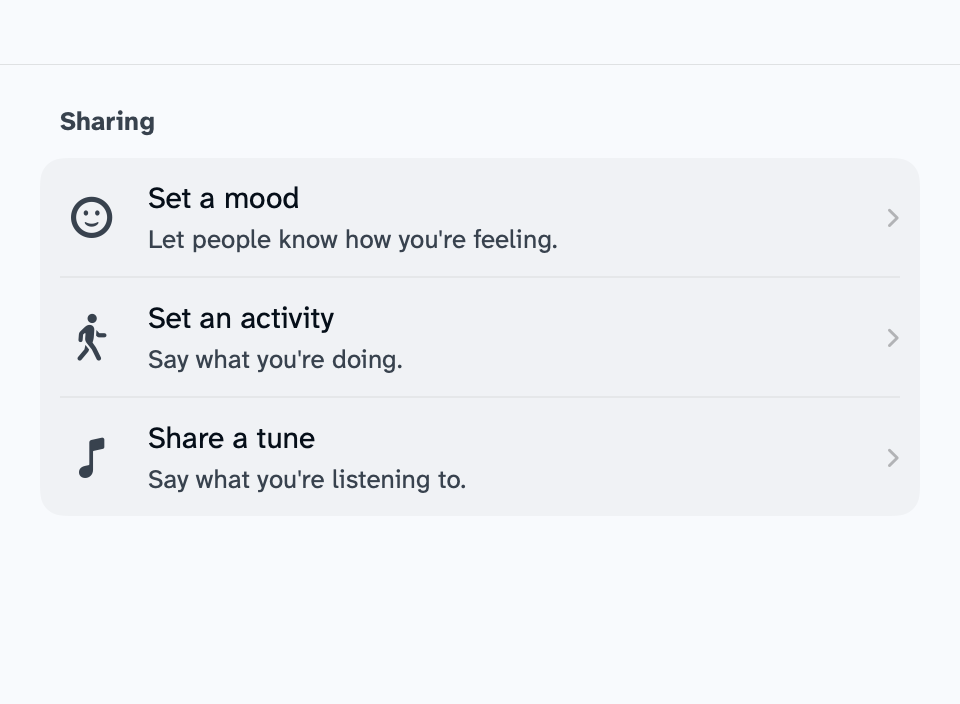 Sharing
Set a mood
Let people know how you're feeling.
Set an activity
Say what you're doing.
Share a tune
Say what you're listening to.